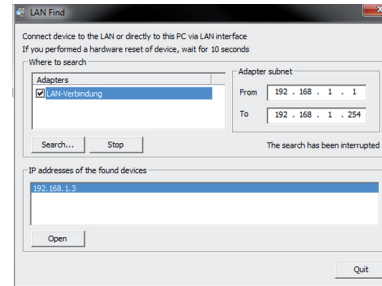 LAN Find
Connect device to the LAN or directly to this PC via LAN interface
If you performed a hardware reset of device, wait for 10 seconds
Where to search
Adapters
LAN-Verbindung
Adapter subnet
From 192 . 168 . 1 . 1
To 192 . 168 . 1 . 254
Search... Stop
The search has been interrupted
IP addresses of the found devices
192.168.1.3
Open
Quit